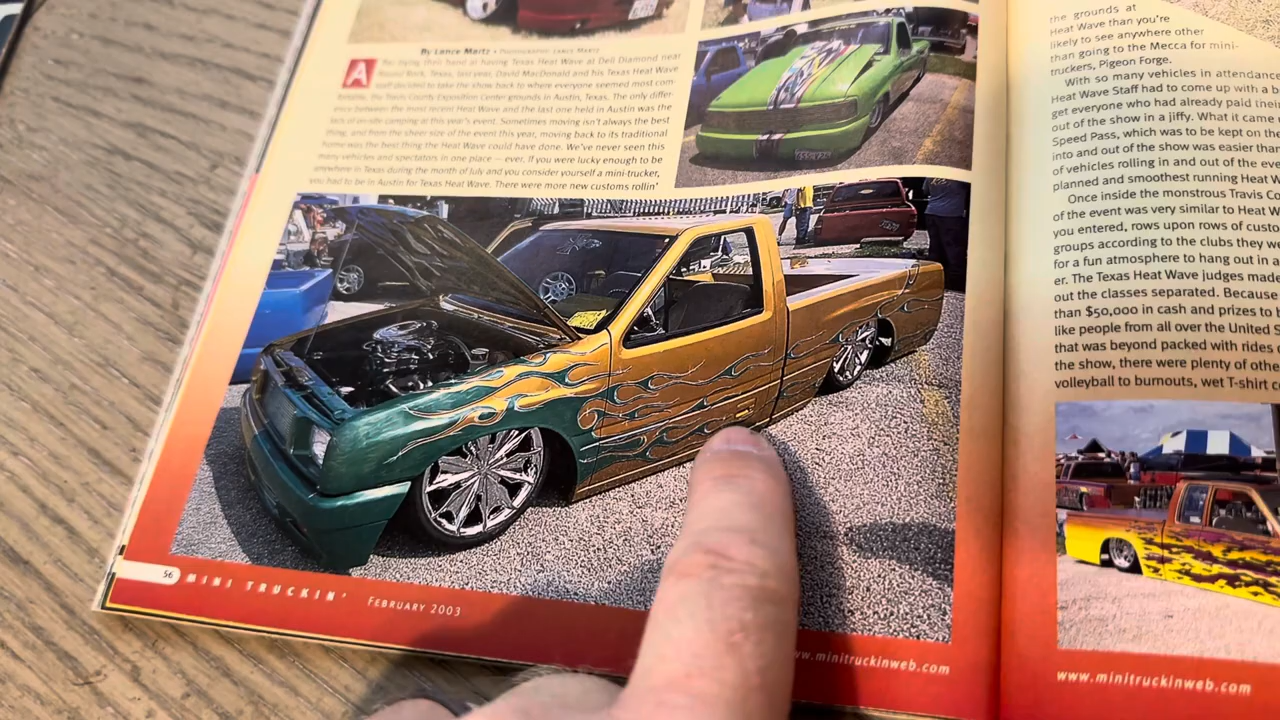 By Lance Martz • Photography: Lance Martz
A
fter trying their hand at having Texas Heat Wave at Dell Diamond near
Round Rock, Texas, last year, David MacDonald and his Texas Heat Wave
staff decided to take the show back to where everyone seemed most com-
fortable, the Travis County Exposition Center grounds in Austin, Texas. The only differ-
ence between the most recent Heat Wave and the last one held in Austin was the
lack of on-site camping at this year's event. Sometimes moving isn't always the best
thing, and from the sheer size of the event this year, moving back to its traditional
home was the best thing the Heat Wave could have done. We've never seen this
many vehicles and spectators in one place — ever. If you were lucky enough to be
anywhere in Texas during the month of July and you consider yourself a mini-trucker,
you had to be in Austin for Texas Heat Wave. There were more new customs rollin'
56 MINI TRUCKIN' FEBRUARY 2003
www.minitruckinweb.com
the grounds at
Heat Wave than you're
likely to see anywhere other
than going to the Mecca for mini-
truckers, Pigeon Forge.
With so many vehicles in attendance
Heat Wave Staff had to come up with a
get everyone who had already paid
out of the show in a jiffy. What it came
Speed Pass, which was to be kept on the
into and out of the show was easier than
of vehicles rolling in and out of the
planned and smoothest running Heat
Once inside the monstrous Travis
of the event was very similar to Heat
you entered, rows upon rows of
groups according to the clubs they
for a fun atmosphere to hang out in
er. The Texas Heat Wave judges made
out the classes separated. Because
than $50,000 in cash and prizes to
like people from all over the United
that was beyond packed with rides
the show, there were plenty of
volleyball to burnouts, wet T-shirt
www.minitruckinweb.com